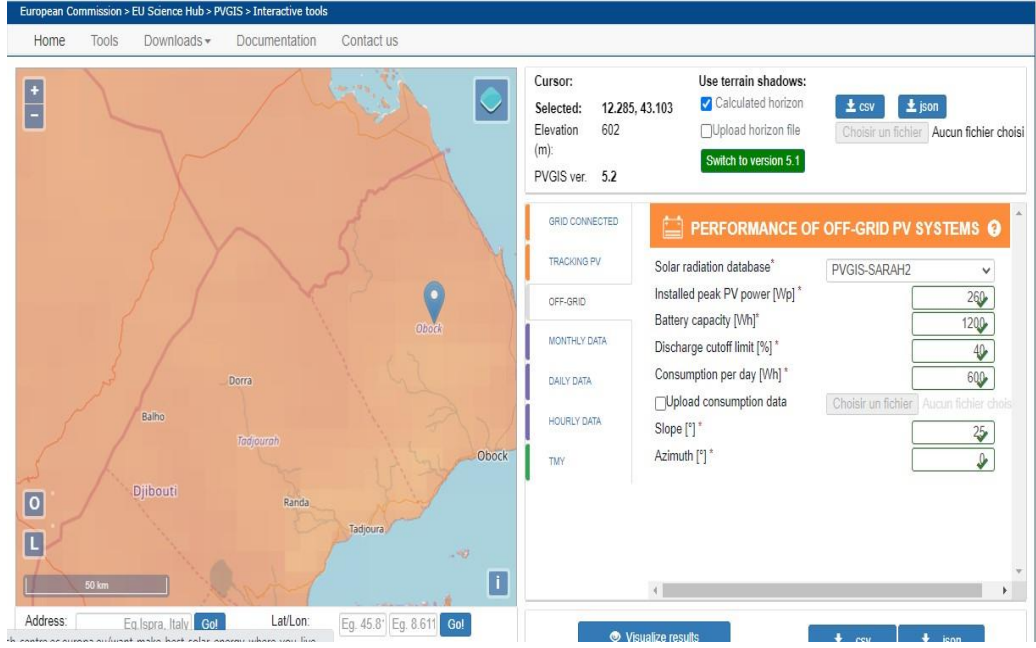 European Commission > EU Science Hub > PVGIS > Interactive tools
Home Tools Downloads Documentation Contact us
+
-
Obock
Dorra
Balho
Tadjourah
Obock
Djibouti
Randa
Tadjoura
O
L
50 km
i
Address: Eg.Ispra, Italy Go! Lat/Lon: Eg. 45.8 Eg. 8.611 Go!
Cursor:
Selected: 12.285, 43.103
Elevation (m): 602
PVGIS ver. 5.2
Use terrain shadows:
Calculated horizon
Upload horizon file
Switch to version 5.1
csv json
Choisir un fichier Aucun fichier choisi
GRID CONNECTED
TRACKING PV
OFF-GRID
MONTHLY DATA
DAILY DATA
HOURLY DATA
TMY
PERFORMANCE OF OFF-GRID PV SYSTEMS ?
Solar radiation database* PVGIS-SARAH2
Installed peak PV power [Wp] * 260
Battery capacity [Wh]* 1200
Discharge cutoff limit [%] * 40
Consumption per day [Wh] * 600
Upload consumption data Choisir un fichier Aucun fichier chois
Slope [°] * 25
Azimuth [°] * 0
Visualize results csv json